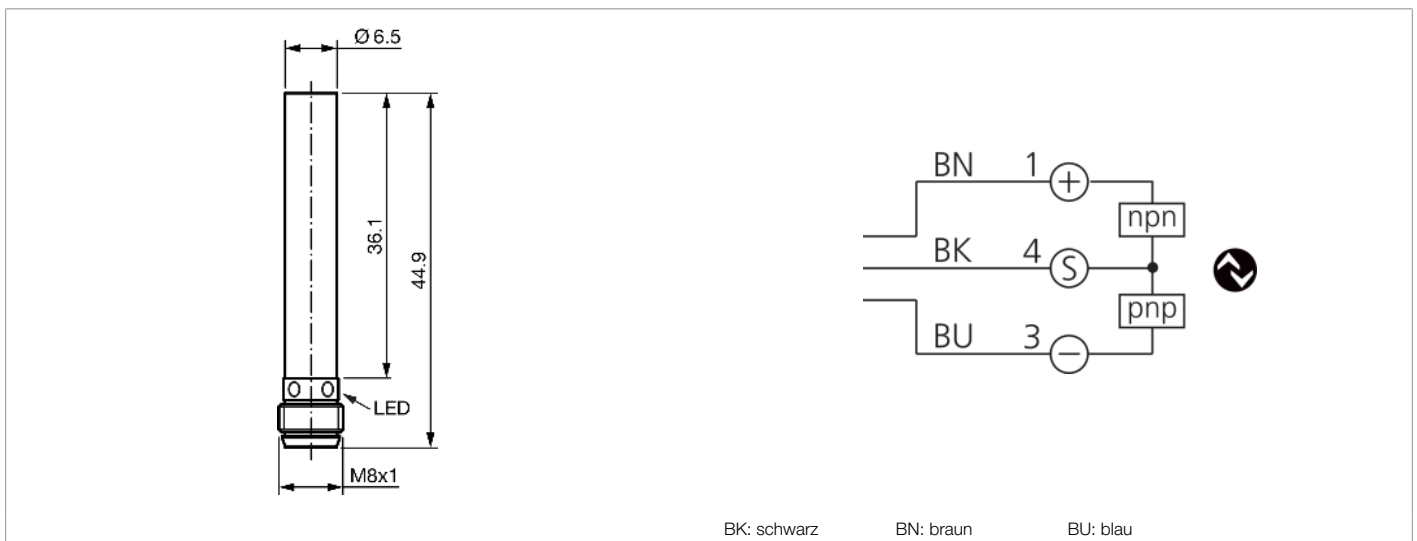 Ø 6.5
36.1
44.9
LED
M8x1
BN 1 +
npn
BK 4 S
pnp
BU 3 −
BK: schwarz BN: braun BU: blau